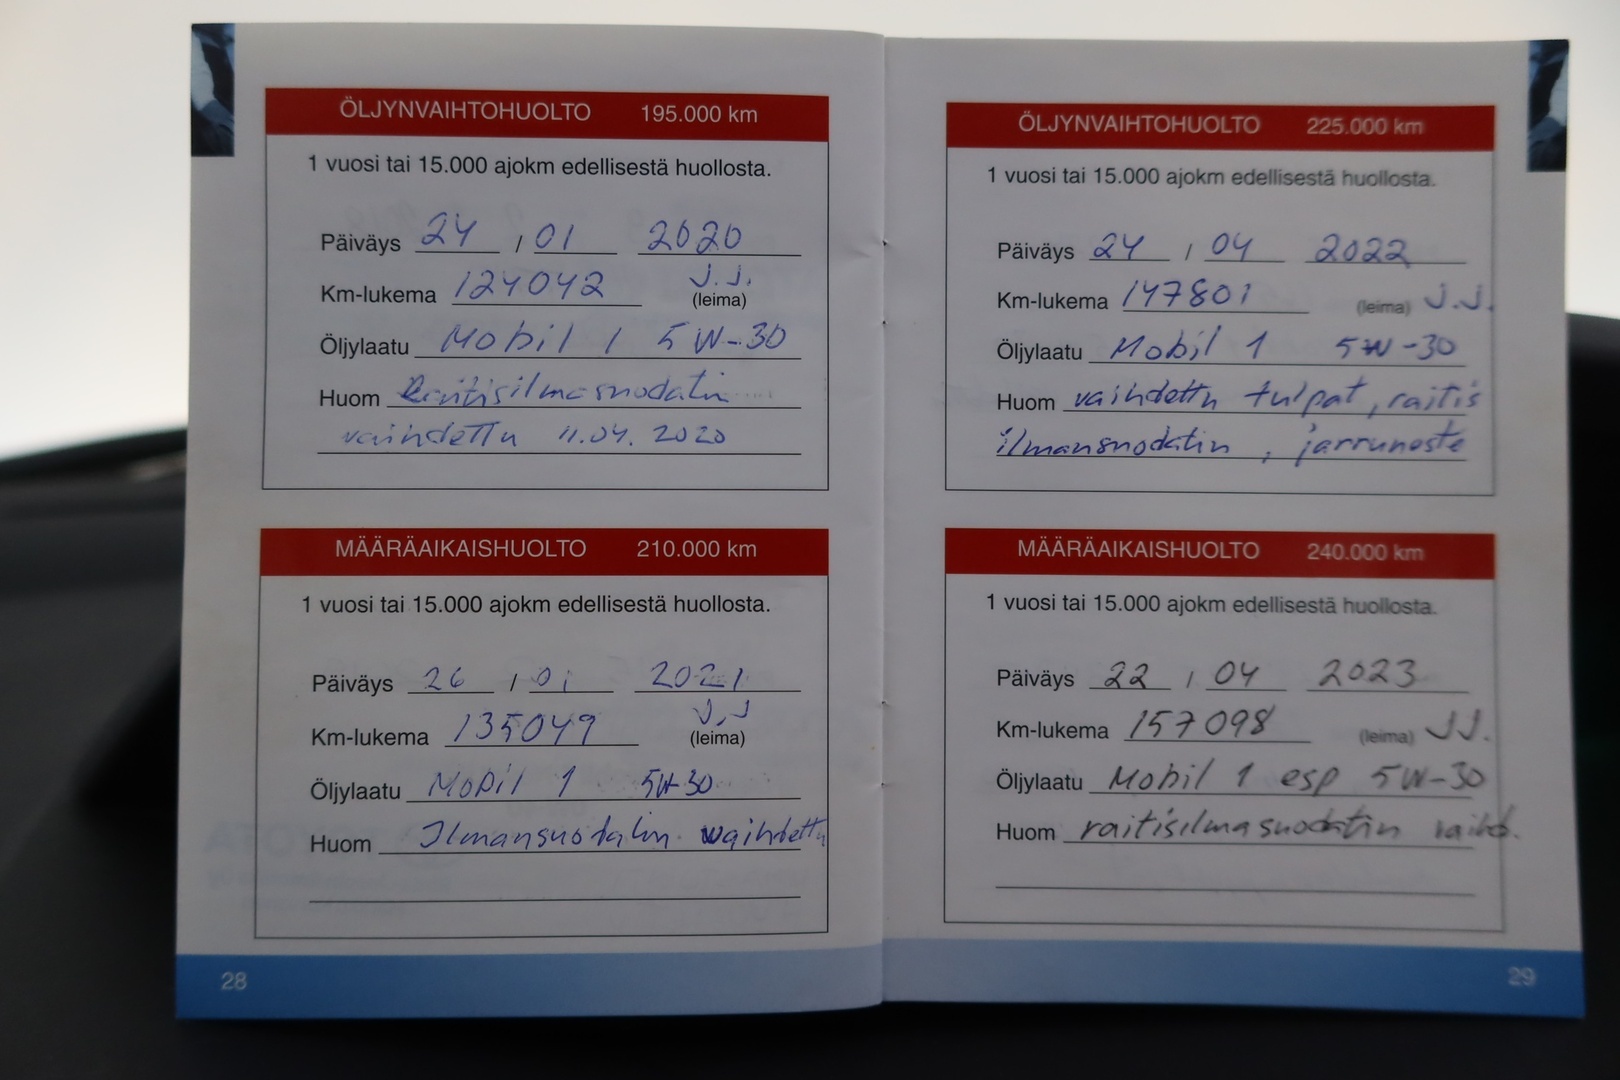 ÖLJYNVAIHTOHUOLTO 195.000 km
1 vuosi tai 15.000 ajokm edellisestä huollosta.
Päiväys 24 / 01 2020
Km-lukema 124042 J.J.
(leima)
Öljylaatu Mobil 1 5W-30
Huom Raitisilmasuodatin
vaihdettu 11.04. 2020
MÄÄRÄAIKAISHUOLTO 210.000 km
1 vuosi tai 15.000 ajokm edellisestä huollosta.
Päiväys 26 / 01 2021
Km-lukema 135049 J.J
(leima)
Öljylaatu Mobil 1 5W-30
Huom Ilmansuodatin vaihdettu
28
ÖLJYNVAIHTOHUOLTO 225.000 km
1 vuosi tai 15.000 ajokm edellisestä huollosta.
Päiväys 24 / 04 2022
Km-lukema 147801 (leima) J.J.
Öljylaatu Mobil 1 5W-30
Huom vaihdettu tulpat, raitis
ilmansuodatin, jarruneste
MÄÄRÄAIKAISHUOLTO 240.000 km
1 vuosi tai 15.000 ajokm edellisestä huollosta.
Päiväys 22 / 04 2023
Km-lukema 157098 (leima) JJ.
Öljylaatu Mobil 1 esp 5W-30
Huom raitisilmasuodatin vaihd.
29